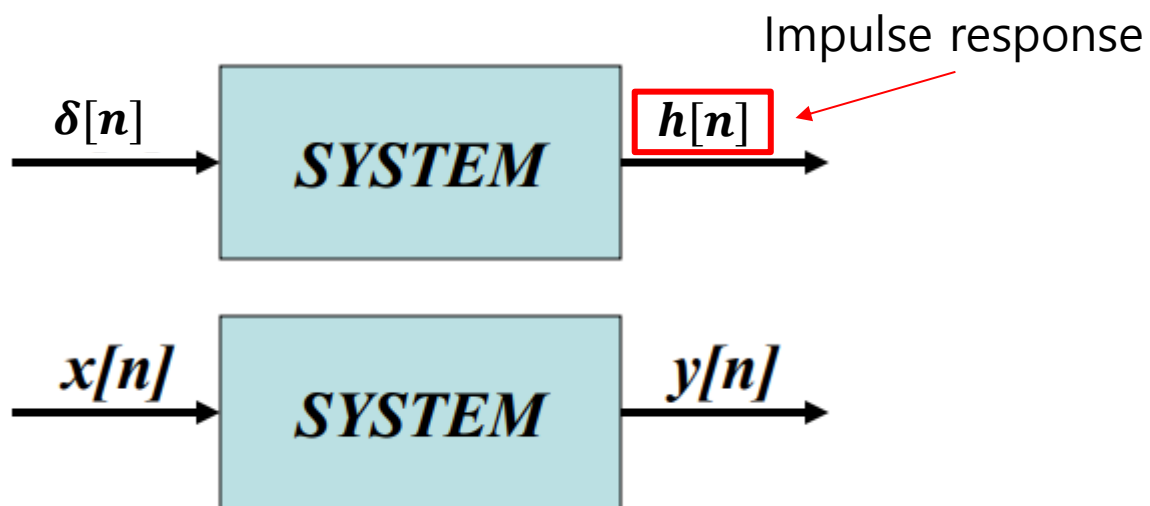 Impulse response
δ[n]
SYSTEM
h[n]
x[n]
SYSTEM
y[n]